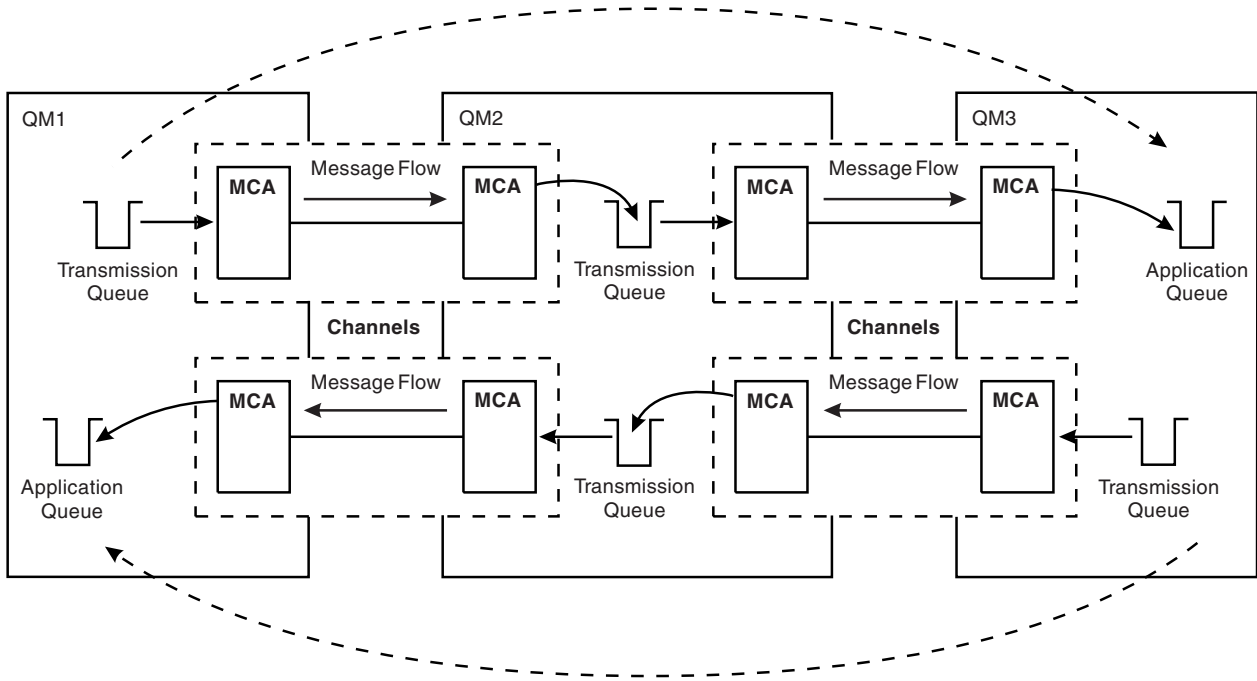 QM1
QM2
QM3
MCA
Message Flow
MCA
MCA
Message Flow
MCA
Transmission
Queue
Transmission
Queue
Application
Queue
Channels
Channels
MCA
Message Flow
MCA
MCA
Message Flow
MCA
Application
Queue
Transmission
Queue
Transmission
Queue